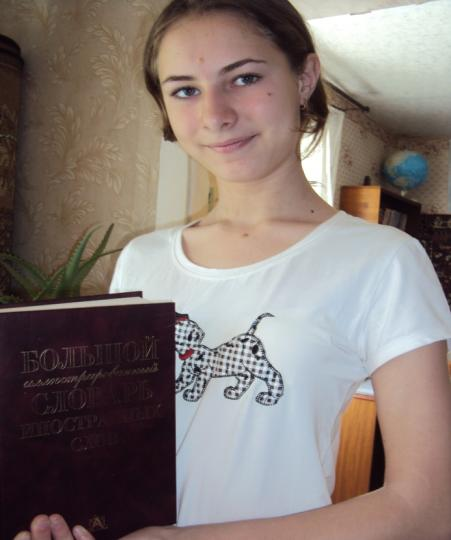 БОЛЬШОЙ
иллюстрированный
СЛОВАРЬ
ИНОСТРАННЫХ
СЛОВ